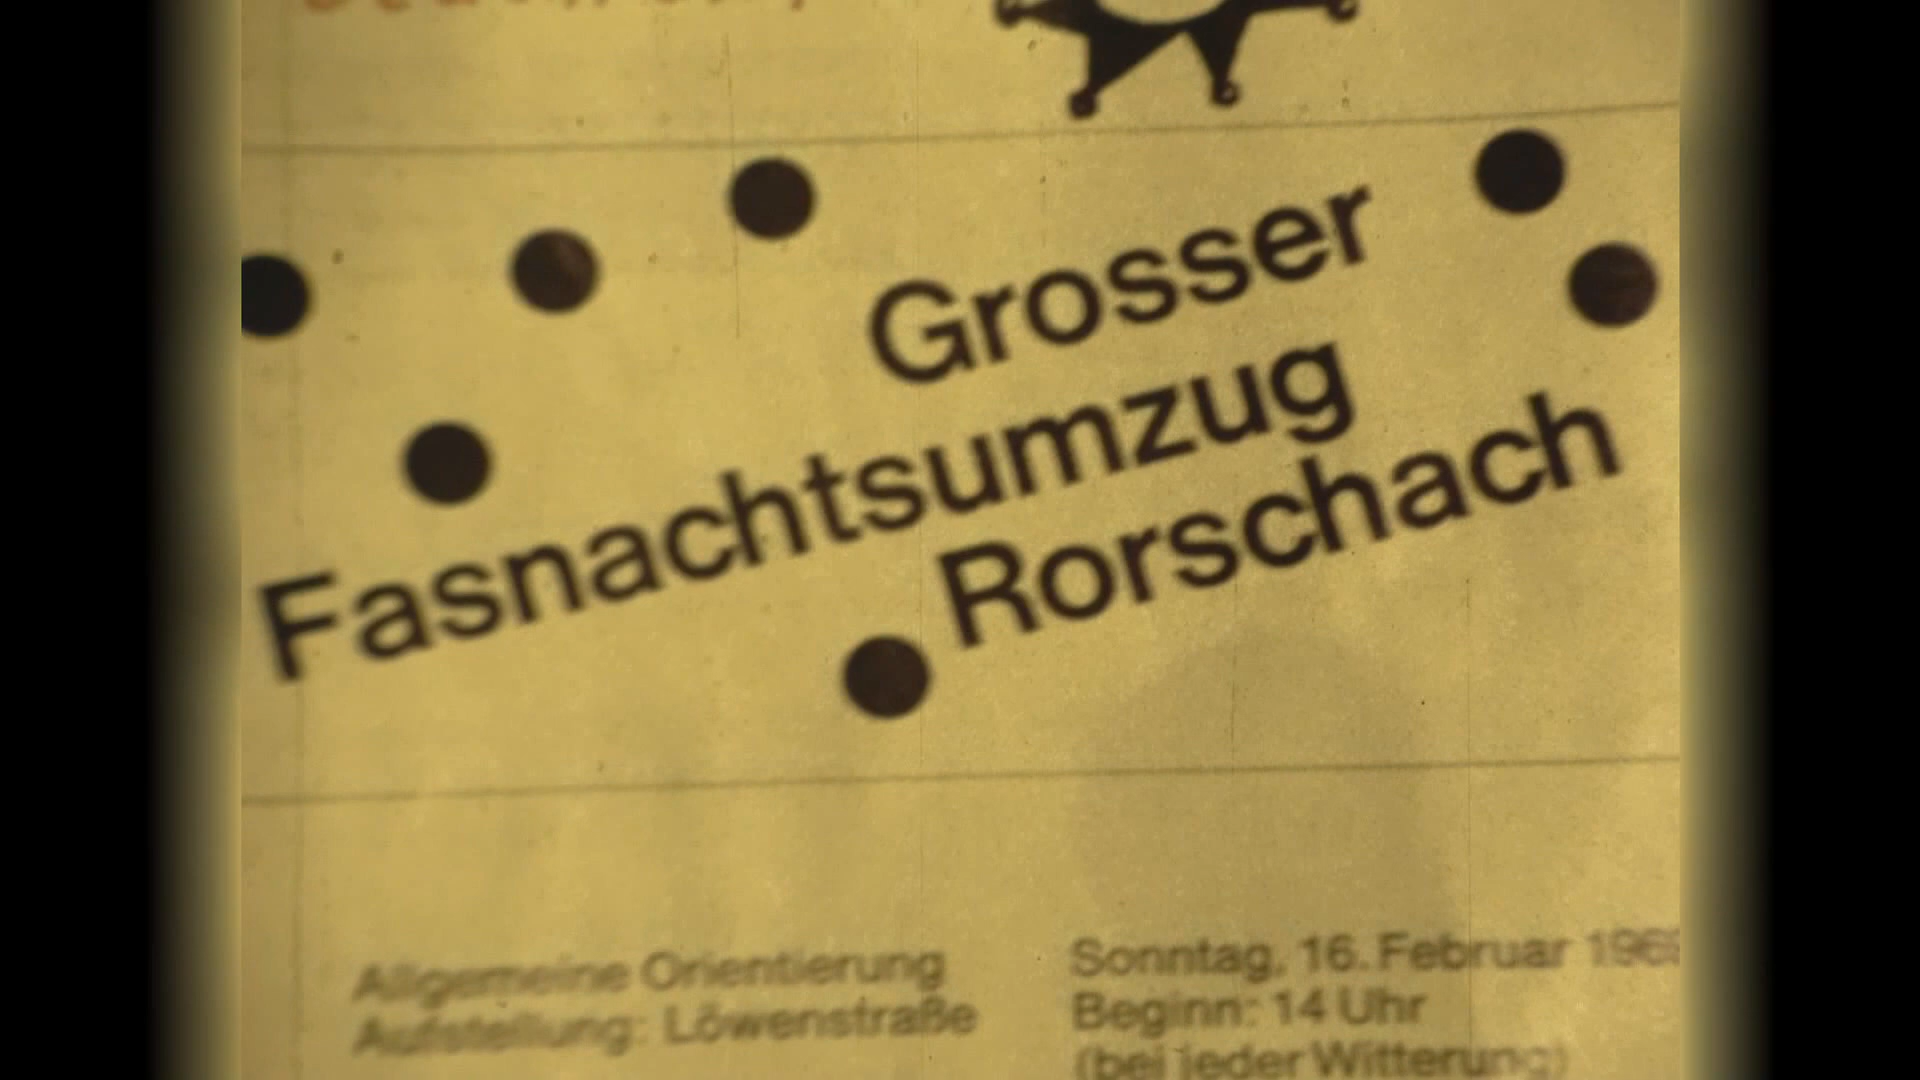 Grosser
Fasnachtsumzug
Rorschach
Allgemeine Orientierung
Aufstellung: Löwenstraße
Sonntag, 16. Februar
Beginn: 14 Uhr
(bei jeder Witterung)